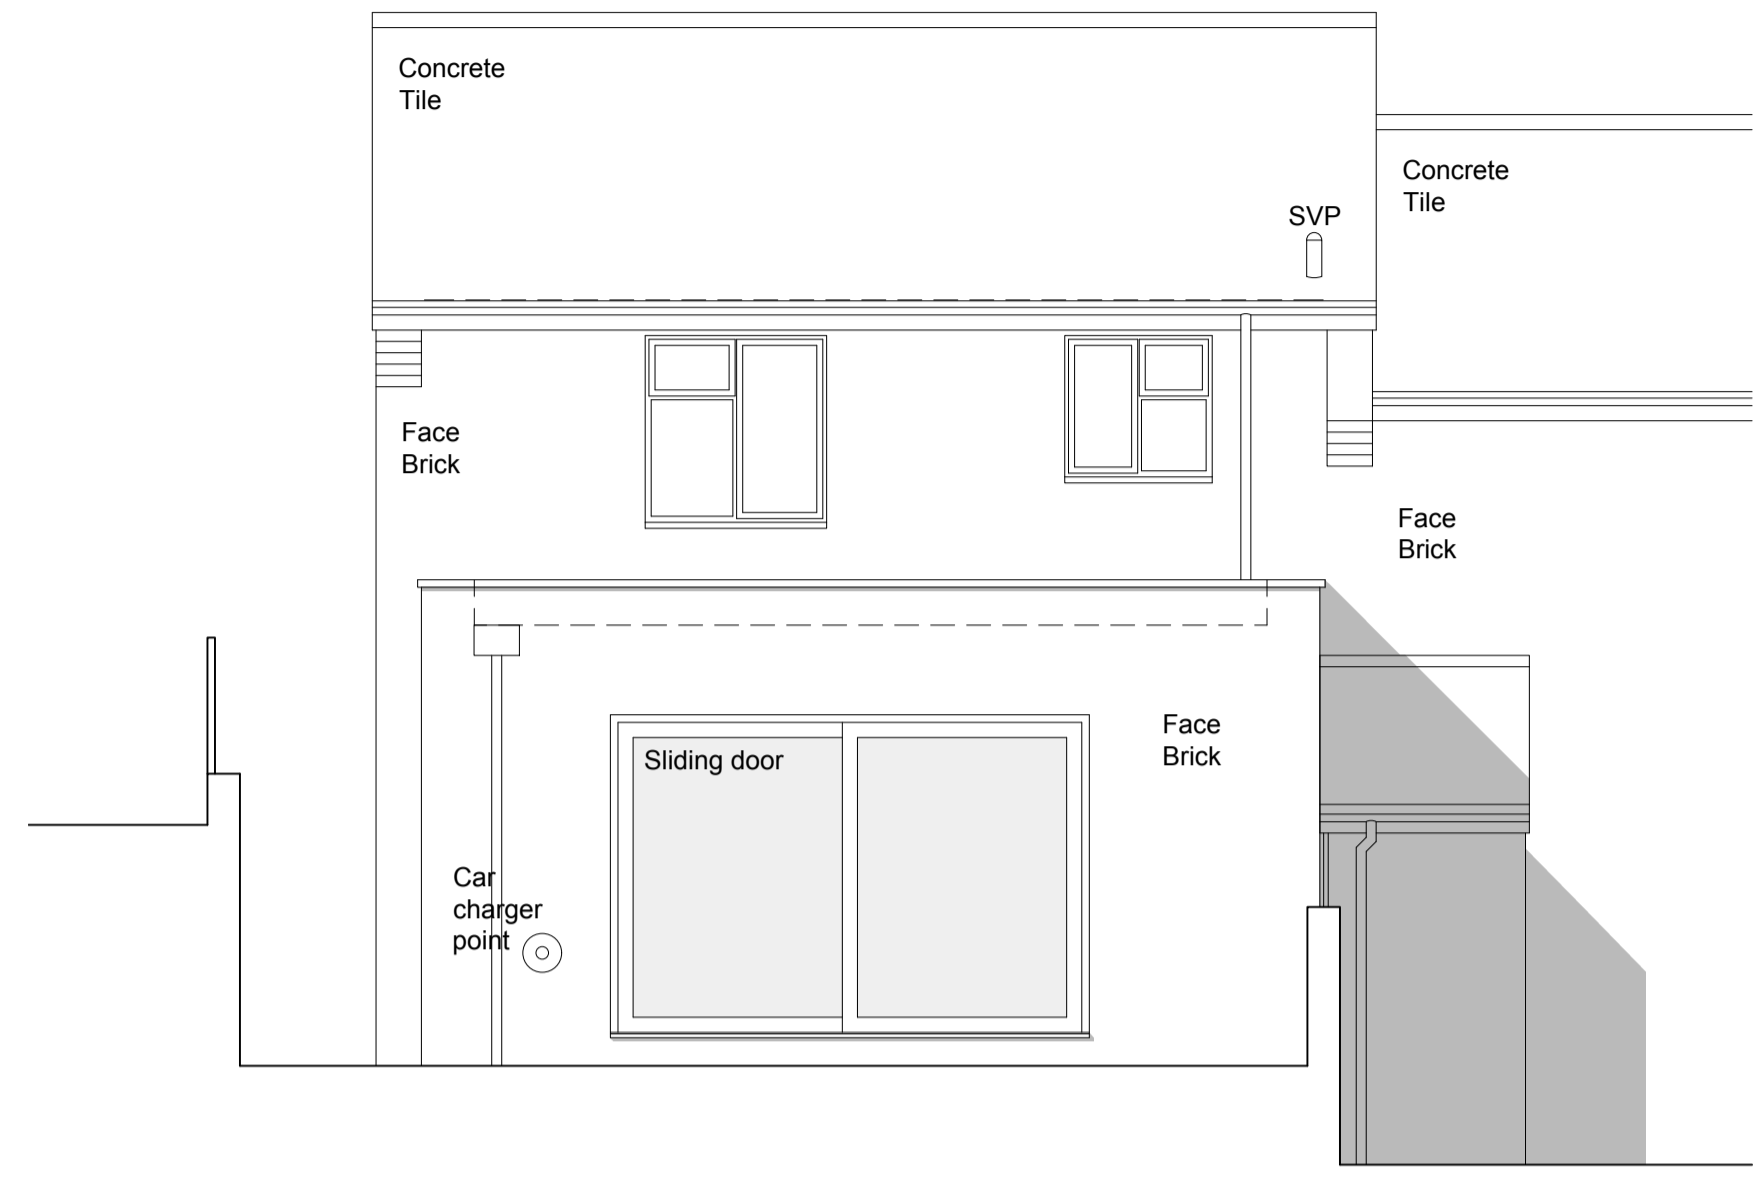 Concrete
Tile
Concrete
Tile
SVP
Face
Brick
Face
Brick
Face
Brick
Sliding door
Car
charger
point